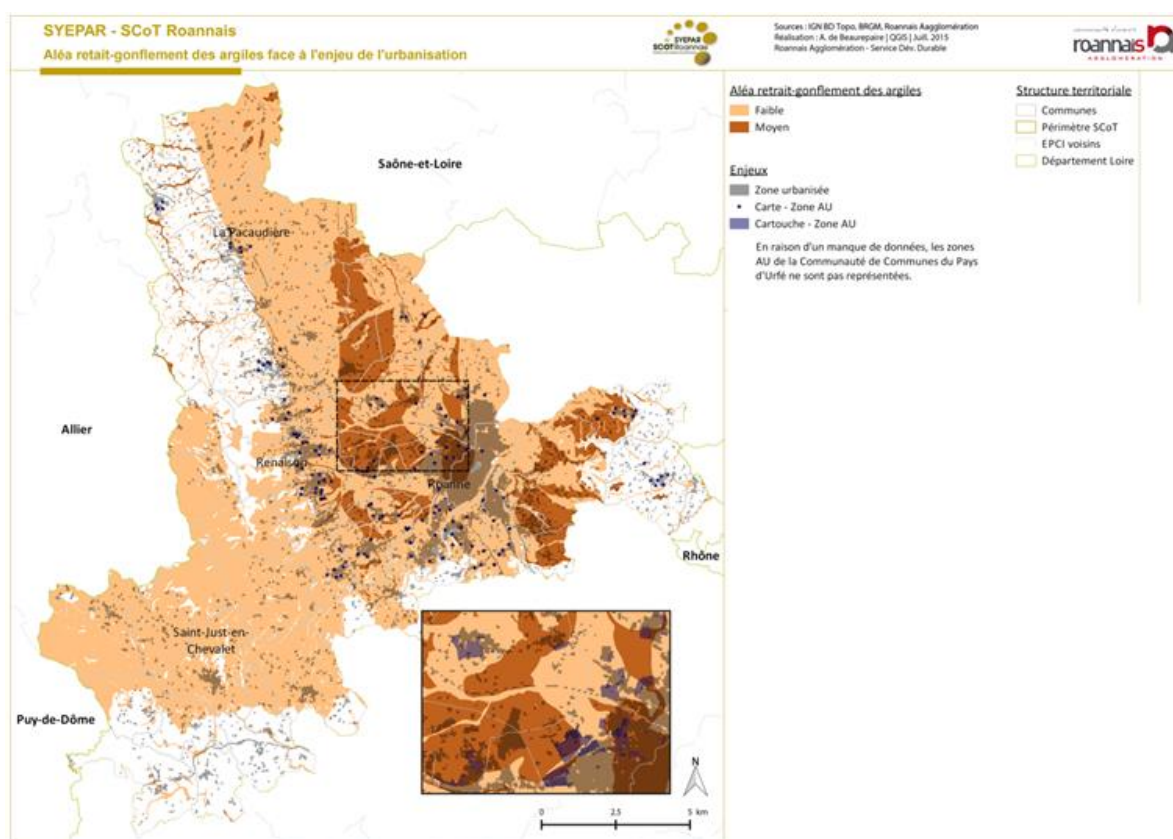 SYEPAR - SCoT Roannais
Aléa retait-gonflement des argiles face à l'enjeu de l'urbanisation
SYEPAR
SCOTRoannais
Sources : IGN BD Topo, BRGM, Roannais Aagglomération
Réalisation : A. de Beaurepaire | QGIS | Juil. 2015
Roannais Agglomération - Service Dév. Durable
roannais
AGGLOMÉRATION
Aléa retrait-gonflement des argiles
Faible
Moyen
Enjeux
Zone urbanisée
Carte - Zone AU
Cartouche - Zone AU
En raison d'un manque de données, les zones
AU de la Communauté de Communes du Pays
d'Urfé ne sont pas représentées.
Structure territoriale
Communes
Périmètre SCoT
EPCI voisins
Département Loire
Saône-et-Loire
La Pacaudière
Allier
Renaison
Roanne
Rhône
Saint-Just-en-
Chevalet
Puy-de-Dôme
N
0 2.5 5 km